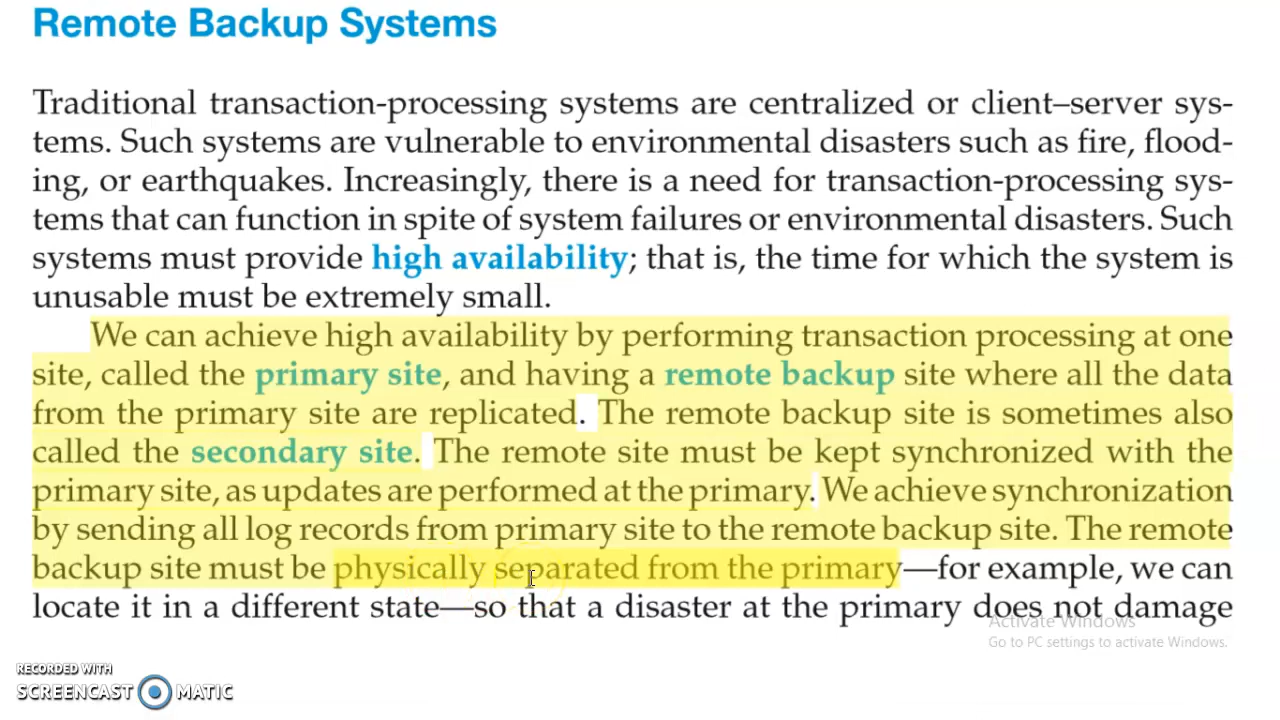 Remote Backup Systems
Traditional transaction-processing systems are centralized or client–server sys-
tems. Such systems are vulnerable to environmental disasters such as fire, flood-
ing, or earthquakes. Increasingly, there is a need for transaction-processing sys-
tems that can function in spite of system failures or environmental disasters. Such
systems must provide high availability; that is, the time for which the system is
unusable must be extremely small.
We can achieve high availability by performing transaction processing at one
site, called the primary site, and having a remote backup site where all the data
from the primary site are replicated. The remote backup site is sometimes also
called the secondary site. The remote site must be kept synchronized with the
primary site, as updates are performed at the primary. We achieve synchronization
by sending all log records from primary site to the remote backup site. The remote
backup site must be physically separated from the primary—for example, we can
locate it in a different state—so that a disaster at the primary does not damage
Activate Windows
Go to PC settings to activate Windows.
RECORDED WITH
SCREENCAST MATIC